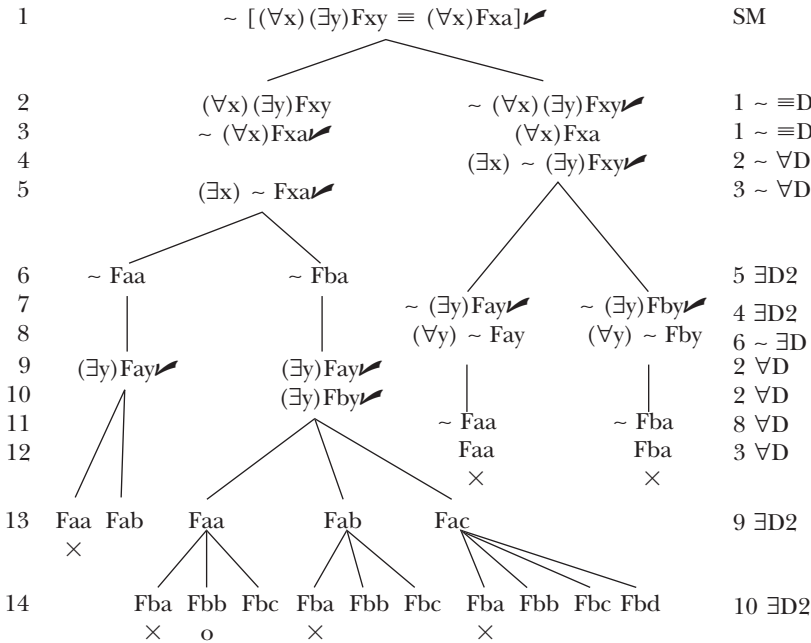 1 ~ [(∀x)(∃y)Fxy ≡ (∀x)Fxa]✔ SM
2 (∀x)(∃y)Fxy ~ (∀x)(∃y)Fxy✔ 1 ~ ≡D
3 ~ (∀x)Fxa✔ (∀x)Fxa 1 ~ ≡D
4 (∃x) ~ (∃y)Fxy✔ 2 ~ ∀D
5 (∃x) ~ Fxa✔ 3 ~ ∀D
6 ~ Faa ~ Fba 5 ∃D2
7 ~ (∃y)Fay✔ ~ (∃y)Fby✔ 4 ∃D2
8 (∀y) ~ Fay (∀y) ~ Fby 6 ~ ∃D
9 (∃y)Fay✔ (∃y)Fay✔ 2 ∀D
10 (∃y)Fby✔ 2 ∀D
11 ~ Faa ~ Fba 8 ∀D
12 Faa Fba 3 ∀D
× ×
13 Faa Fab Faa Fab Fac 9 ∃D2
×
14 Fba Fbb Fbc Fba Fbb Fbc Fba Fbb Fbc Fbd 10 ∃D2
× o × ×